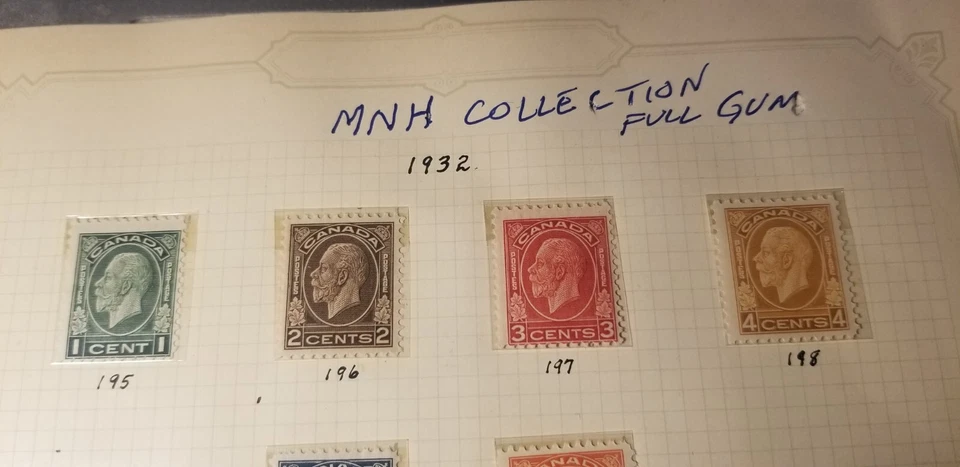 MNH COLLECTION
FULL GUM
1932.
CANADA
POSTES POSTAGE
1 CENT 1
CANADA
POSTES POSTAGE
2 CENTS 2
CANADA
POSTES POSTAGE
3 CENTS 3
CANADA
POSTES POSTAGE
4 CENTS 4
195
196
197
198
CANADA